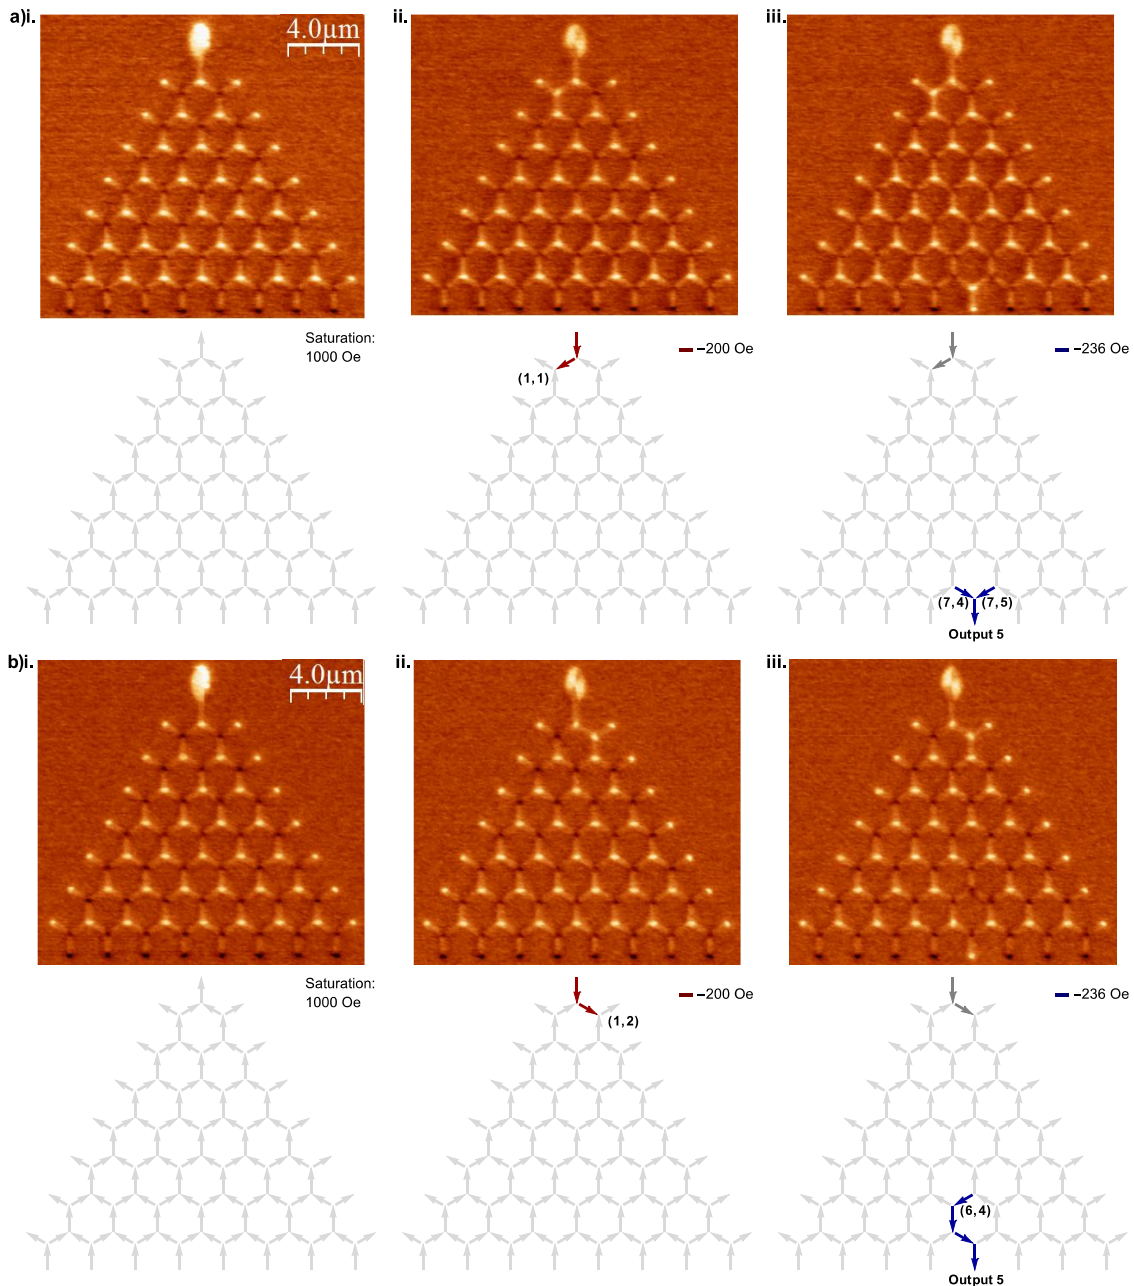 a)i.
4.0µm
ii.
iii.
Saturation:
1000 Oe
−200 Oe
(1, 1)
−236 Oe
(7, 4) (7, 5)
Output 5
b)i.
4.0µm
ii.
iii.
Saturation:
1000 Oe
−200 Oe
(1, 2)
−236 Oe
(6, 4)
Output 5